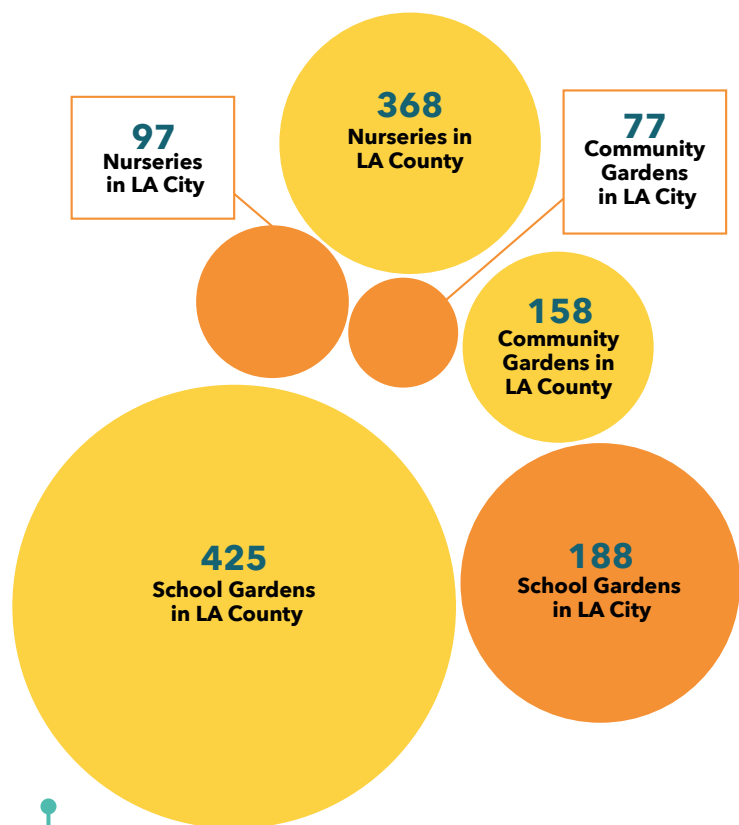 368
Nurseries in
LA County
97
Nurseries
in LA City
77
Community
Gardens
in LA City
158
Community
Gardens in
LA County
425
School Gardens
in LA County
188
School Gardens
in LA City